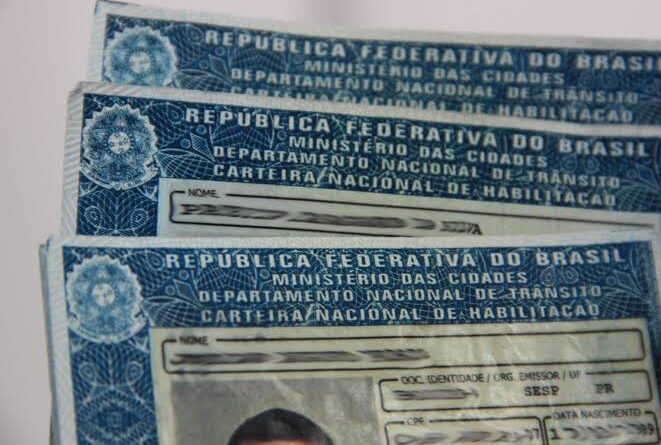 REPÚBLICA FEDERATIVA DO BRASIL
MINISTÉRIO DAS CIDADES
DEPARTAMENTO NACIONAL DE TRÂNSITO
CARTEIRA NACIONAL DE HABILITAÇÃO
REPÚBLICA FEDERATIVA DO BRASIL
MINISTÉRIO DAS CIDADES
DEPARTAMENTO NACIONAL DE TRÂNSITO
CARTEIRA NACIONAL DE HABILITAÇÃO
NOME
REPÚBLICA FEDERATIVA DO BRASIL
MINISTÉRIO DAS CIDADES
DEPARTAMENTO NACIONAL DE TRÂNSITO
CARTEIRA NACIONAL DE HABILITAÇÃO
NOME
DOC. IDENTIDADE / ORG. EMISSOR / UF
SESP PR
CPF DATA NASCIMENTO